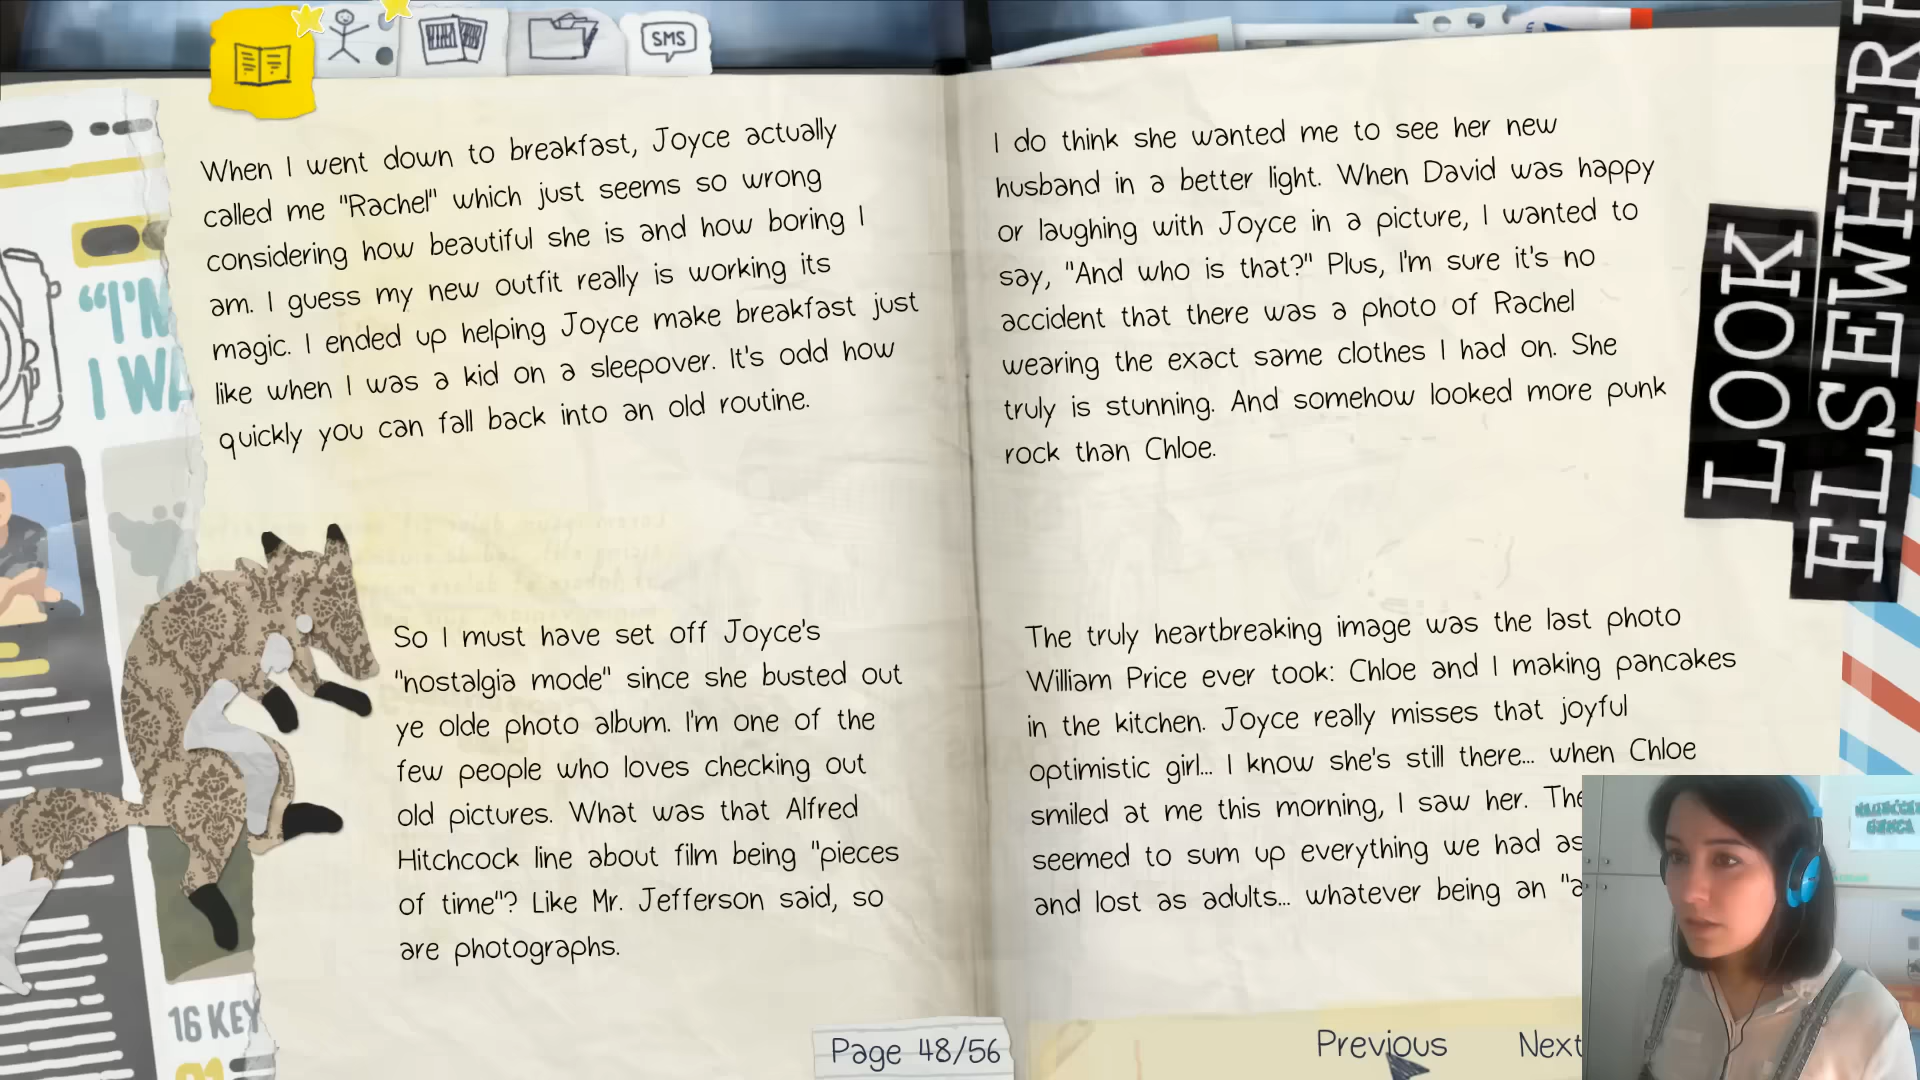 SMS
When I went down to breakfast, Joyce actually
called me "Rachel" which just seems so wrong
considering how beautiful she is and how boring I
am. I guess my new outfit really is working its
magic. I ended up helping Joyce make breakfast just
like when I was a kid on a sleepover. It's odd how
quickly you can fall back into an old routine.
So I must have set off Joyce's
"nostalgia mode" since she busted out
ye olde photo album. I'm one of the
few people who loves checking out
old pictures. What was that Alfred
Hitchcock line about film being "pieces
of time"? Like Mr. Jefferson said, so
are photographs.
I do think she wanted me to see her new
husband in a better light. When David was happy
or laughing with Joyce in a picture, I wanted to
say, "And who is that?" Plus, I'm sure it's no
accident that there was a photo of Rachel
wearing the exact same clothes I had on. She
truly is stunning. And somehow looked more punk
rock than Chloe.
The truly heartbreaking image was the last photo
William Price ever took: Chloe and I making pancakes
in the kitchen. Joyce really misses that joyful
optimistic girl... I know she's still there... when Chloe
smiled at me this morning, I saw her. The
seemed to sum up everything we had as
and lost as adults... whatever being an "a
LOOK
ELSEWHERE
"I'M
I WA
16 KEY
Page 48/56
Previous
Next